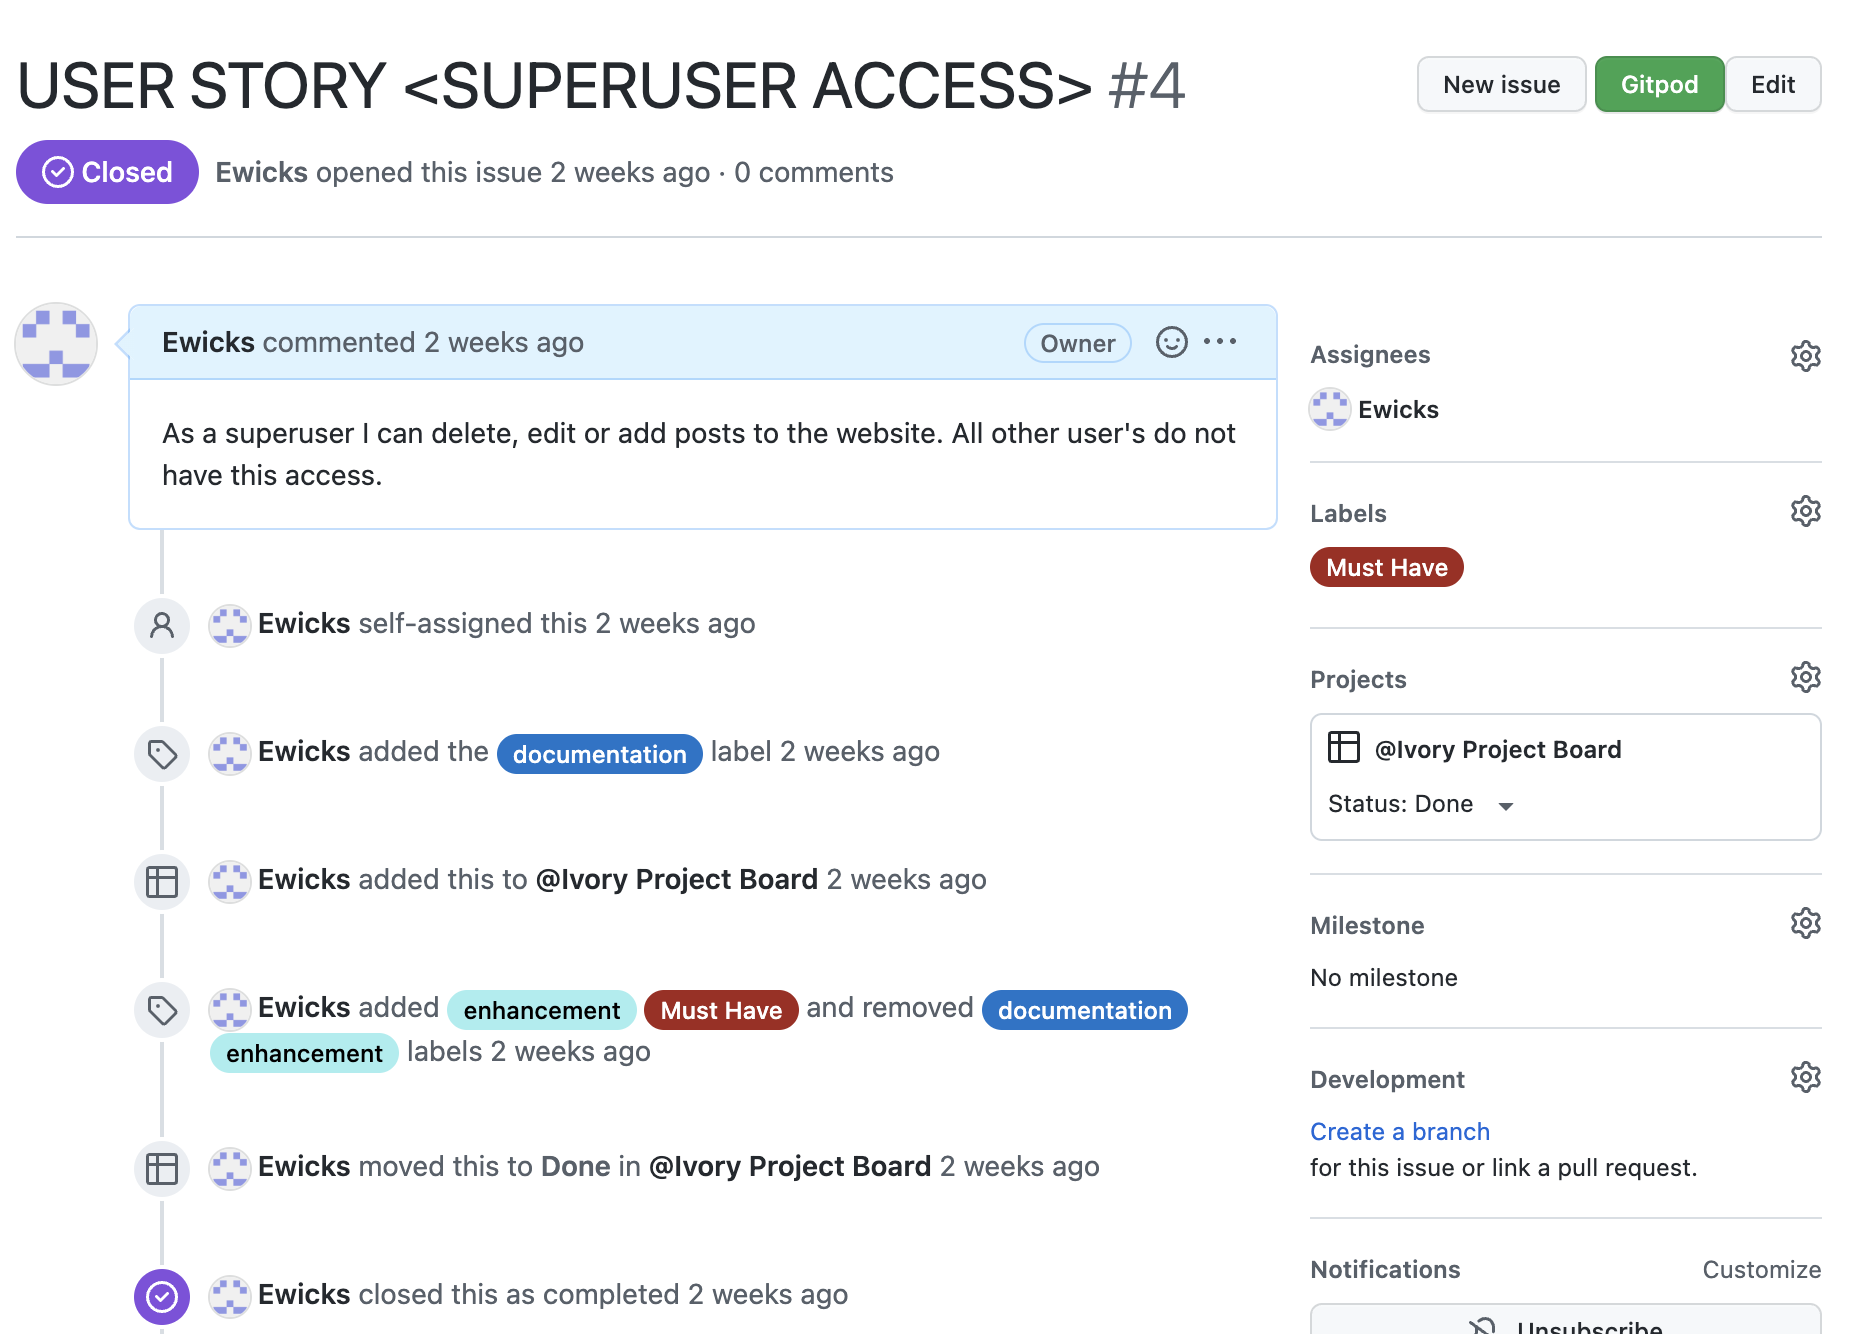 USER STORY <SUPERUSER ACCESS> #4
New issue
Gitpod
Edit
Closed
Ewicks opened this issue 2 weeks ago · 0 comments
Ewicks commented 2 weeks ago
Owner
As a superuser I can delete, edit or add posts to the website. All other user's do not
have this access.
Ewicks self-assigned this 2 weeks ago
Ewicks added the documentation label 2 weeks ago
Ewicks added this to @Ivory Project Board 2 weeks ago
Ewicks added enhancement Must Have and removed documentation
enhancement labels 2 weeks ago
Ewicks moved this to Done in @Ivory Project Board 2 weeks ago
Ewicks closed this as completed 2 weeks ago
Assignees
Ewicks
Labels
Must Have
Projects
@Ivory Project Board
Status: Done
Milestone
No milestone
Development
Create a branch
for this issue or link a pull request.
Notifications
Customize
Unsubscribe